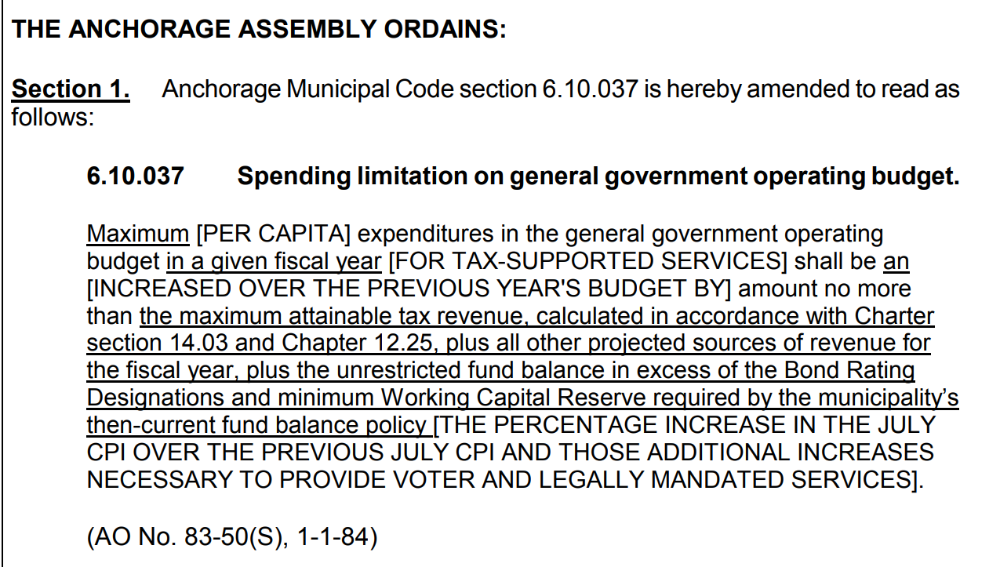 THE ANCHORAGE ASSEMBLY ORDAINS:
Section 1. Anchorage Municipal Code section 6.10.037 is hereby amended to read as
follows:
6.10.037 Spending limitation on general government operating budget.
Maximum [PER CAPITA] expenditures in the general government operating
budget in a given fiscal year [FOR TAX-SUPPORTED SERVICES] shall be an
[INCREASED OVER THE PREVIOUS YEAR'S BUDGET BY] amount no more
than the maximum attainable tax revenue, calculated in accordance with Charter
section 14.03 and Chapter 12.25, plus all other projected sources of revenue for
the fiscal year, plus the unrestricted fund balance in excess of the Bond Rating
Designations and minimum Working Capital Reserve required by the municipality’s
then-current fund balance policy [THE PERCENTAGE INCREASE IN THE JULY
CPI OVER THE PREVIOUS JULY CPI AND THOSE ADDITIONAL INCREASES
NECESSARY TO PROVIDE VOTER AND LEGALLY MANDATED SERVICES].
(AO No. 83-50(S), 1-1-84)